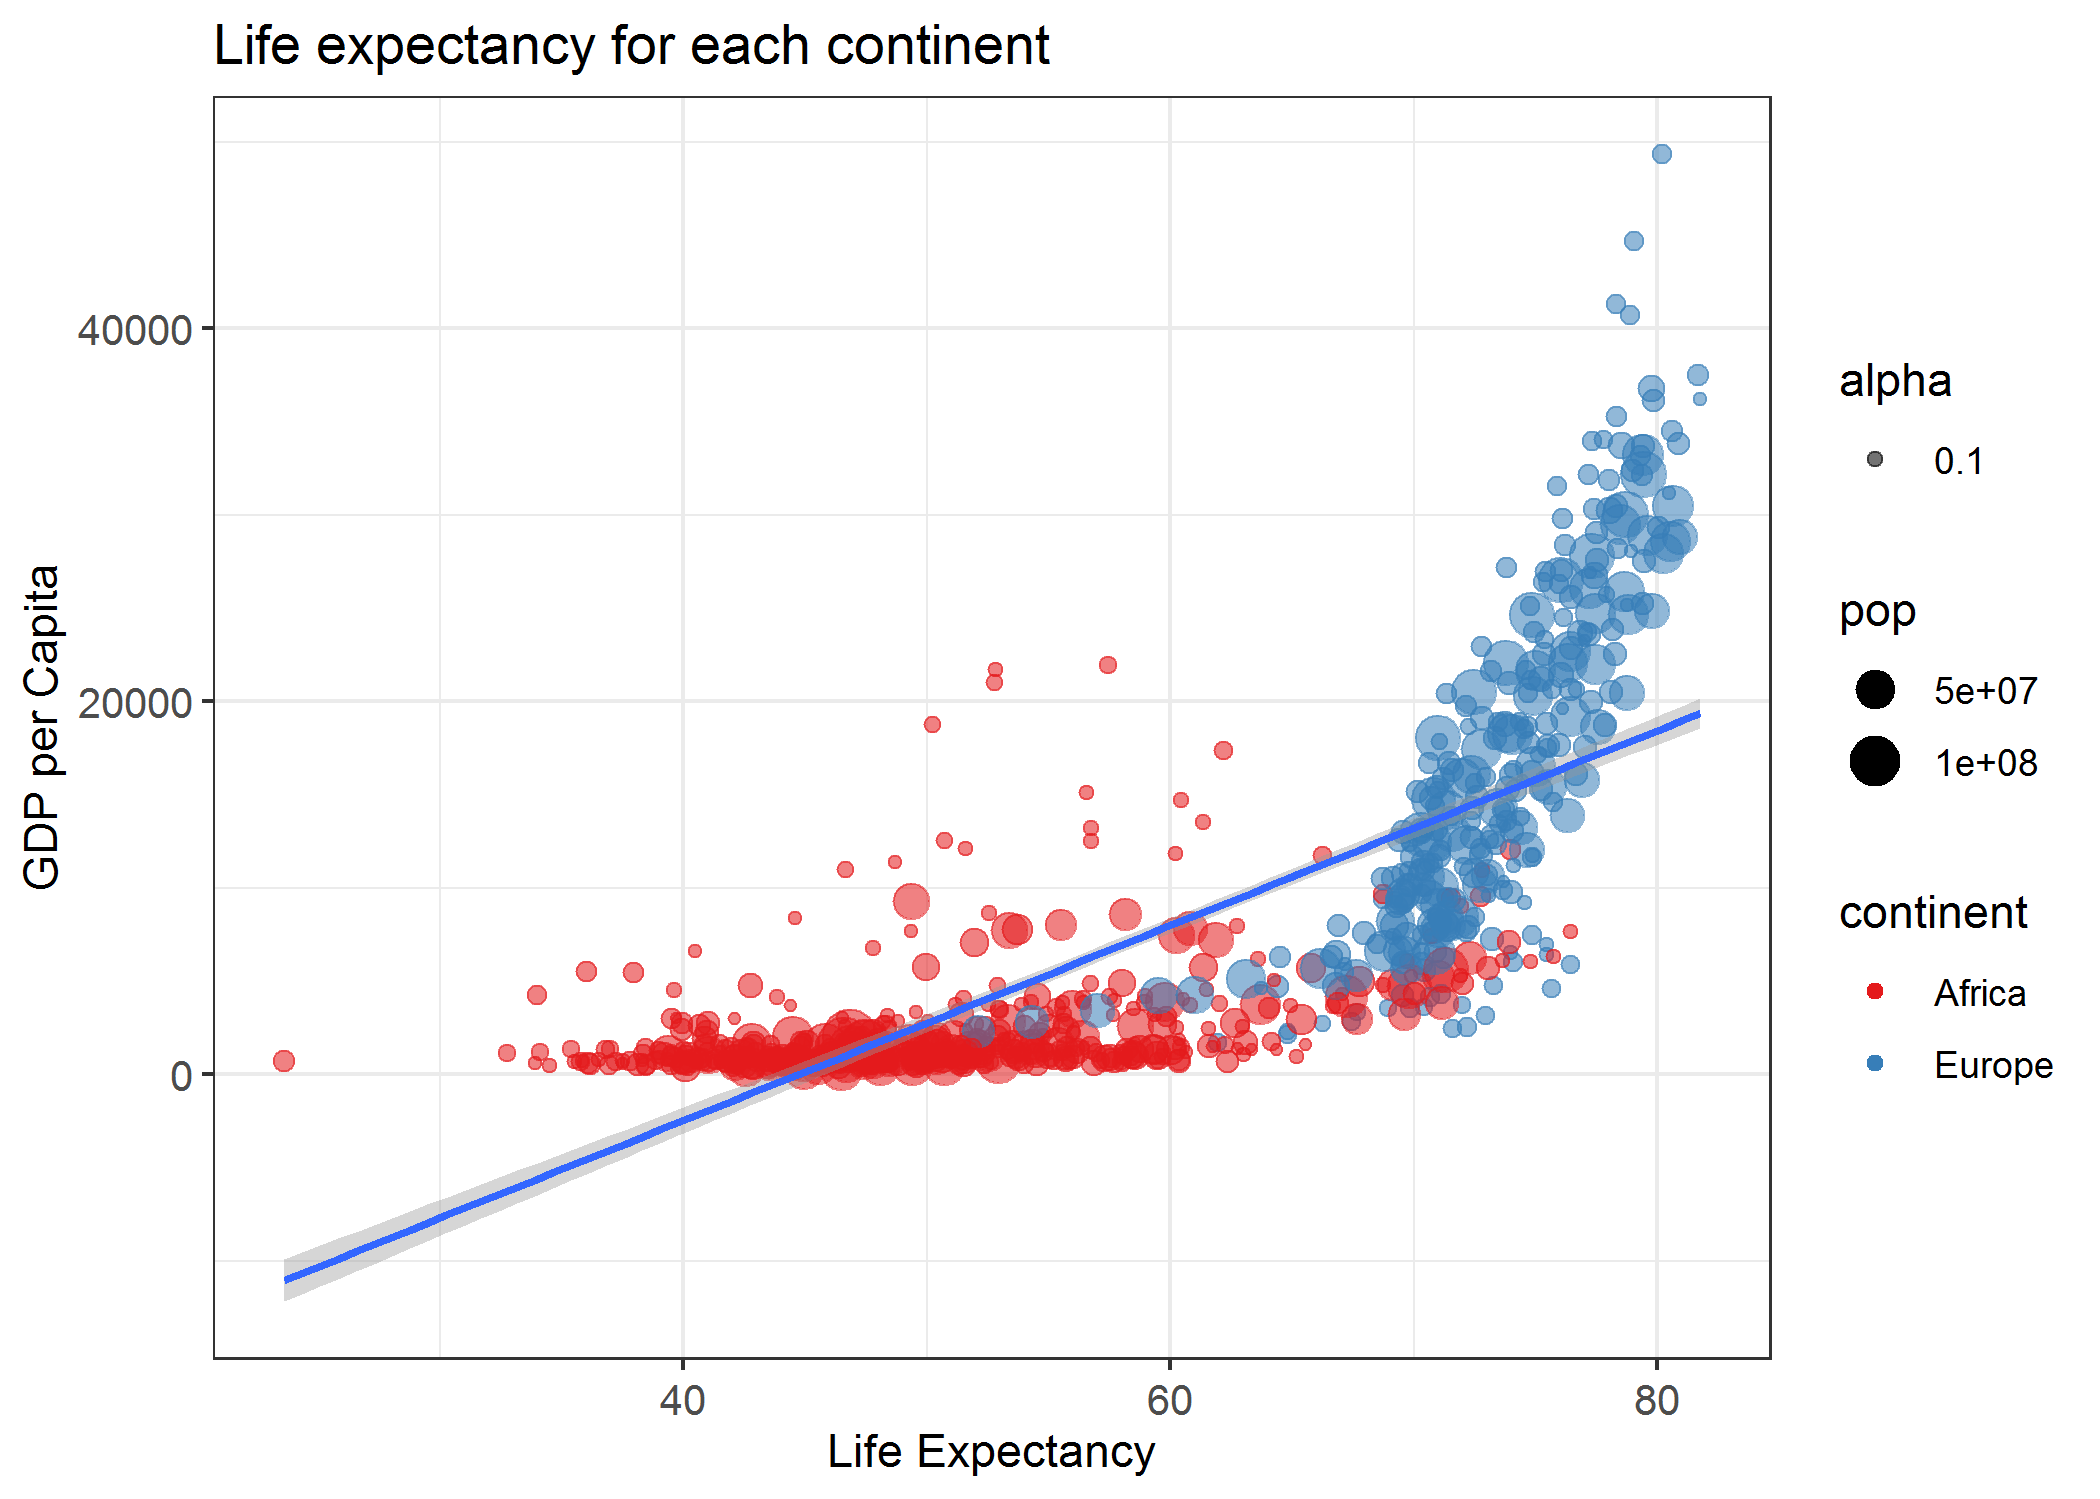 Life expectancy for each continent
GDP per Capita
40000
20000
0
40
60
80
Life Expectancy
alpha
0.1
pop
5e+07
1e+08
continent
Africa
Europe